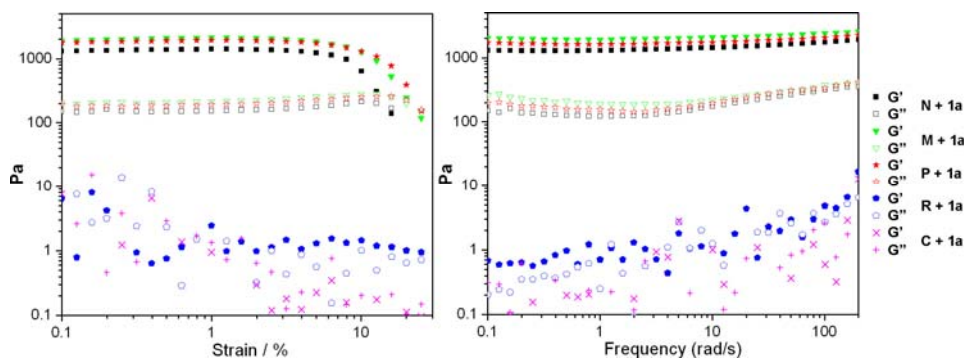 1000
100
10
1
0.1
Pa
0.1
1
10
Strain / %
1000
100
10
1
0.1
Pa
0.1
1
10
100
Frequency (rad/s)
G'
G''
N + 1a
G'
G''
M + 1a
G'
G''
P + 1a
G'
G''
R + 1a
G'
G''
C + 1a